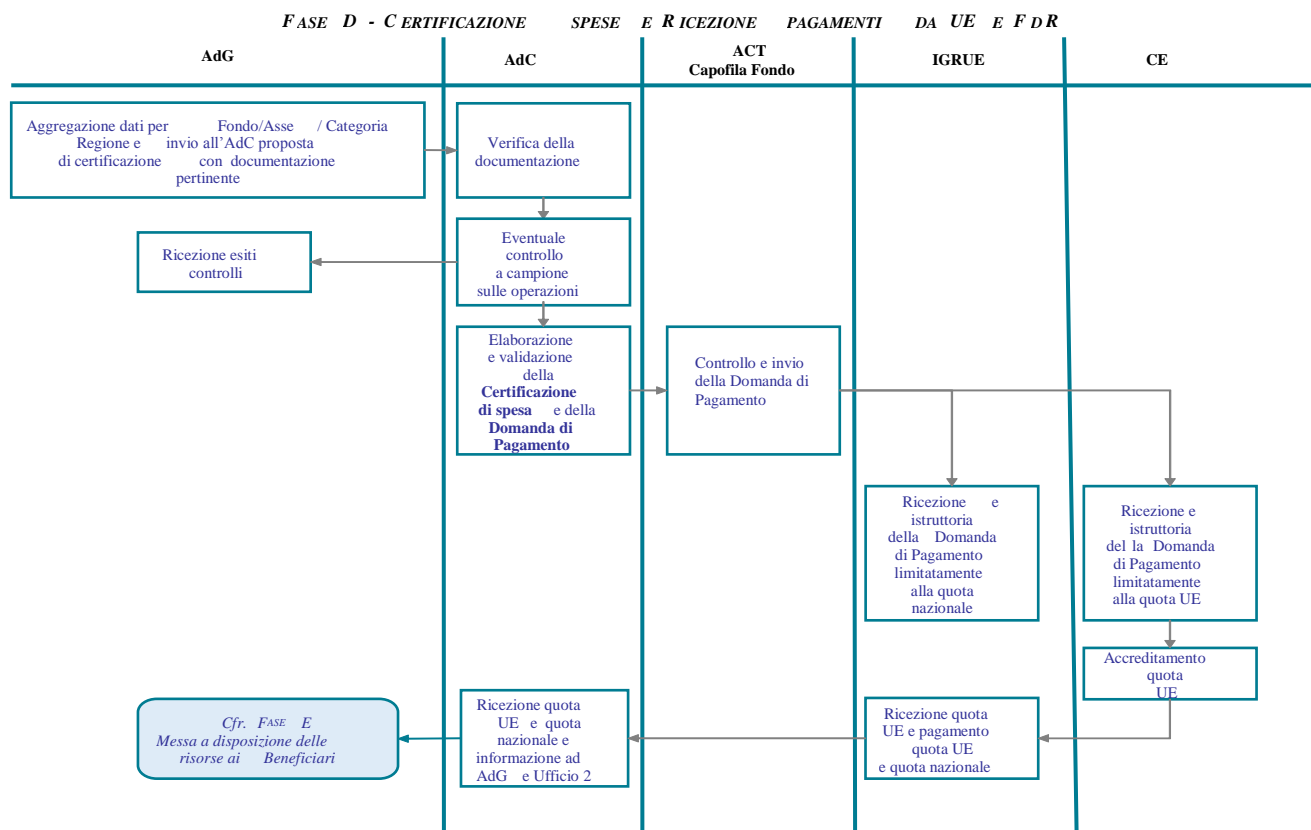 FASE D - CERTIFICAZIONE SPESE E RICEZIONE PAGAMENTI DA UE E FDR
AdG
AdC
ACT
Capofila Fondo
IGRUE
CE
Aggregazione dati per Fondo/Asse / Categoria
Regione e invio all'AdC proposta
di certificazione con documentazione
pertinente
Verifica della
documentazione
Ricezione esiti
controlli
Eventuale
controllo
a campione
sulle operazioni
Elaborazione
e validazione
della
Certificazione
di spesa e della
Domanda di
Pagamento
Controllo e invio
della Domanda di
Pagamento
Ricezione e
istruttoria
della Domanda
di Pagamento
limitatamente
alla quota
nazionale
Ricezione e
istruttoria
del la Domanda
di Pagamento
limitatamente
alla quota UE
Accreditamento
quota
UE
Cfr. FASE E
Messa a disposizione delle
risorse ai Beneficiari
Ricezione quota
UE e quota
nazionale e
informazione ad
AdG e Ufficio 2
Ricezione quota
UE e pagamento
quota UE
e quota nazionale